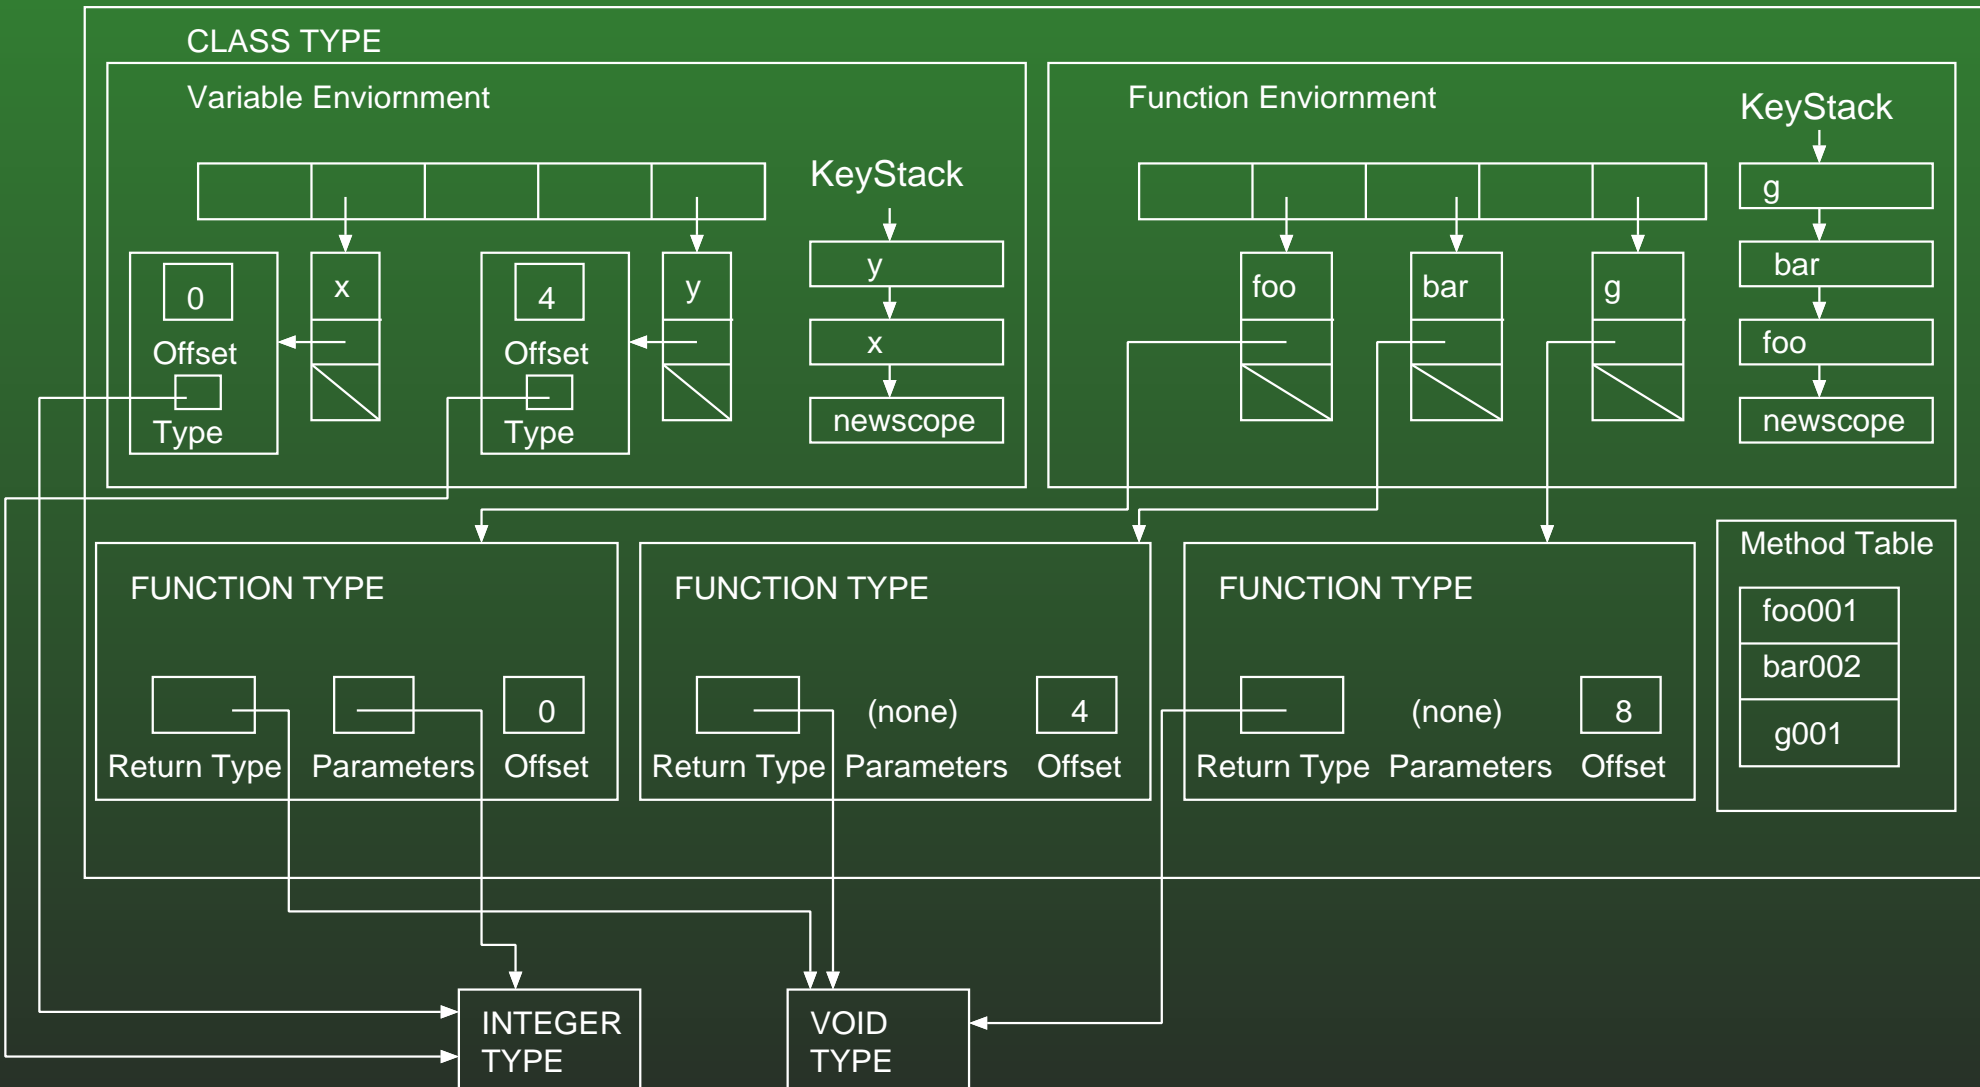 CLASS TYPE
Variable Enviornment
KeyStack
y
x
newscope
0
Offset
Type
x
4
Offset
Type
y
Function Enviornment
KeyStack
g
bar
foo
newscope
foo
bar
g
FUNCTION TYPE
0
Return Type
Parameters
Offset
FUNCTION TYPE
(none)
4
Return Type
Parameters
Offset
FUNCTION TYPE
(none)
8
Return Type
Parameters
Offset
Method Table
foo001
bar002
g001
INTEGER
TYPE
VOID
TYPE